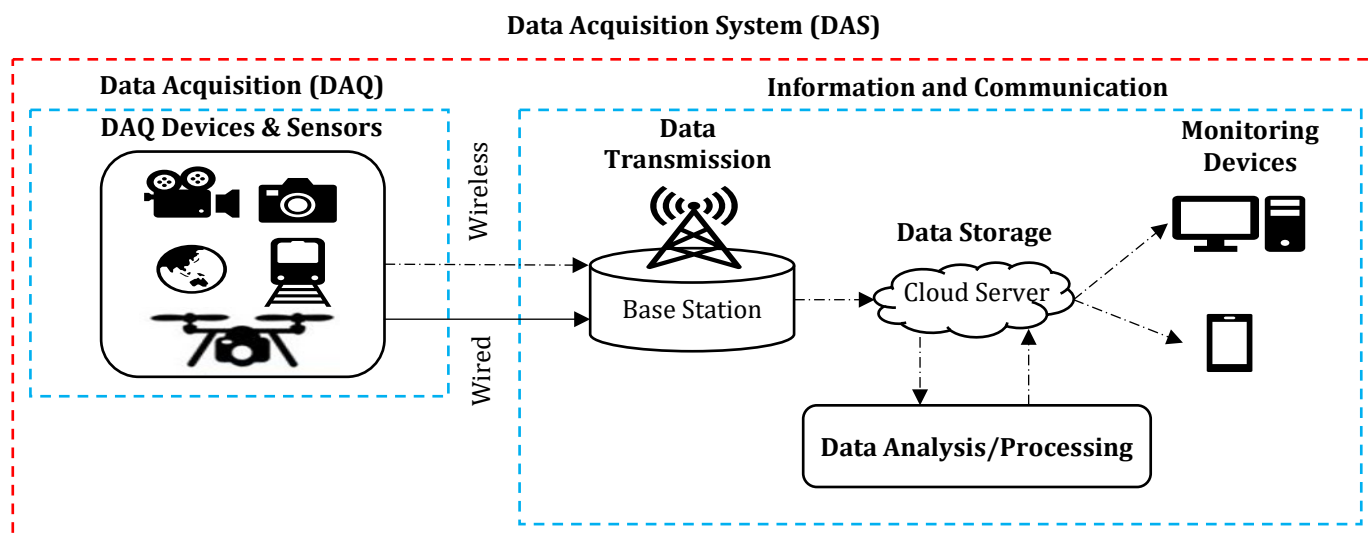 Data Acquisition System (DAS)
Data Acquisition (DAQ)
DAQ Devices & Sensors
Wireless
Wired
Information and Communication
Data
Transmission
Base Station
Data Storage
Cloud Server
Monitoring
Devices
Data Analysis/Processing